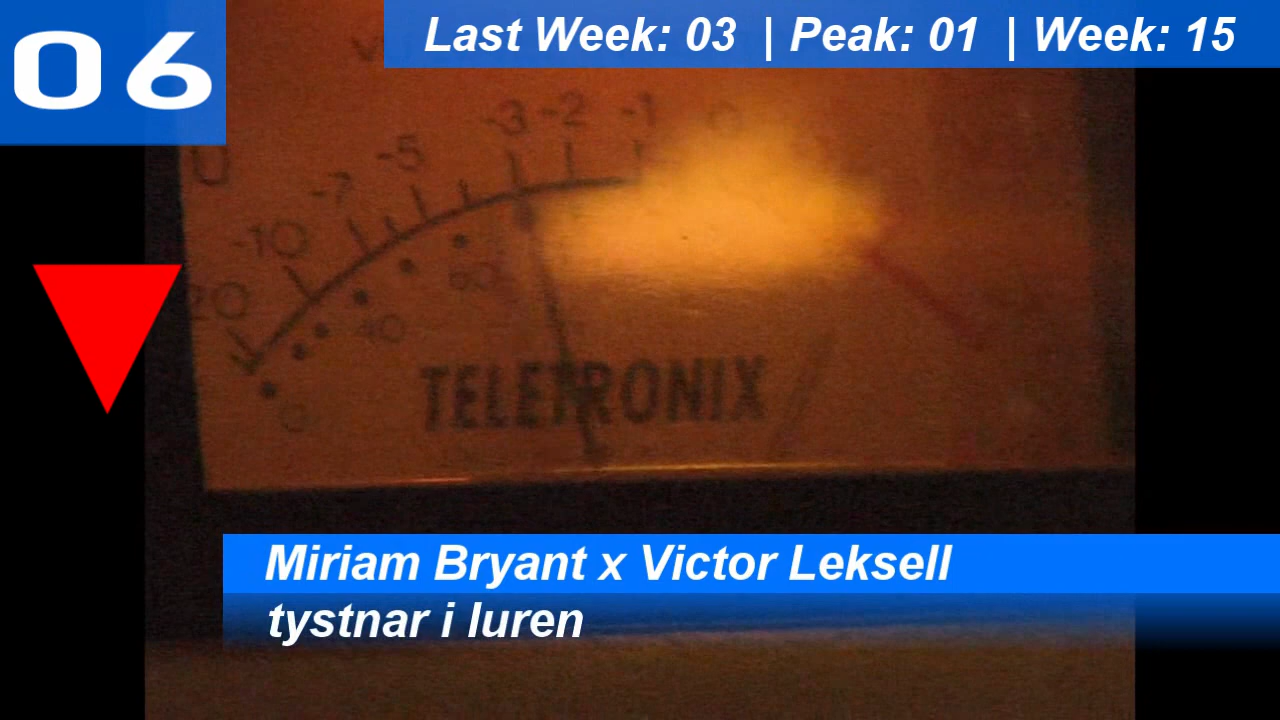 06
Last Week: 03 | Peak: 01 | Week: 15
-3 -2 -1
-5
-7
-10
20
40
0
TELETRONIX
Miriam Bryant x Victor Leksell
tystnar i luren